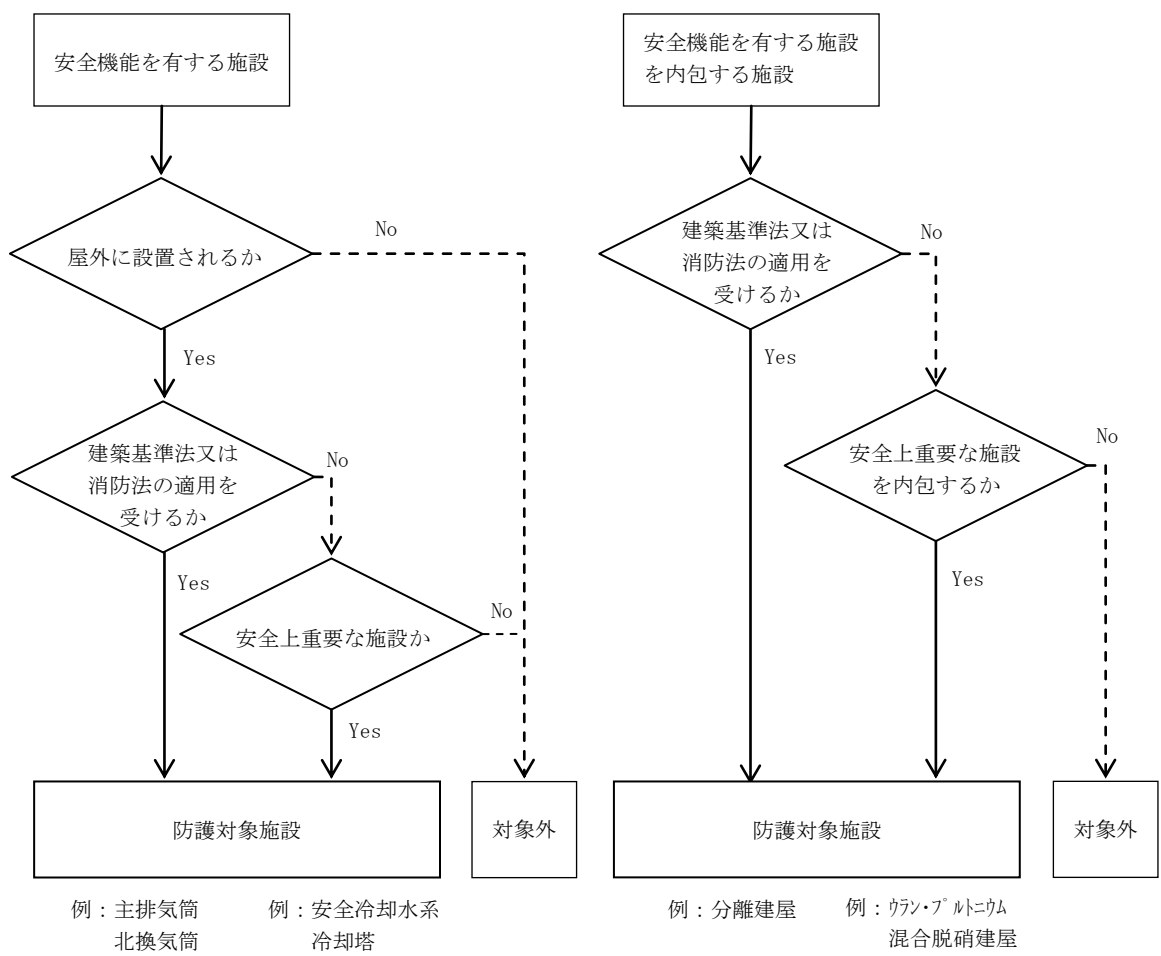 安全機能を有する施設
屋外に設置されるか
No
Yes
建築基準法又は
消防法の適用を
受けるか
No
Yes
安全上重要な施設か
No
Yes
防護対象施設
対象外
例：主排気筒
北換気筒
例：安全冷却水系
冷却塔
安全機能を有する施設
を内包する施設
建築基準法又は
消防法の適用を
受けるか
No
Yes
安全上重要な施設
を内包するか
No
Yes
防護対象施設
対象外
例：分離建屋
例：ｳﾗﾝ･ﾌﾟﾙﾄﾆｳﾑ
混合脱硝建屋